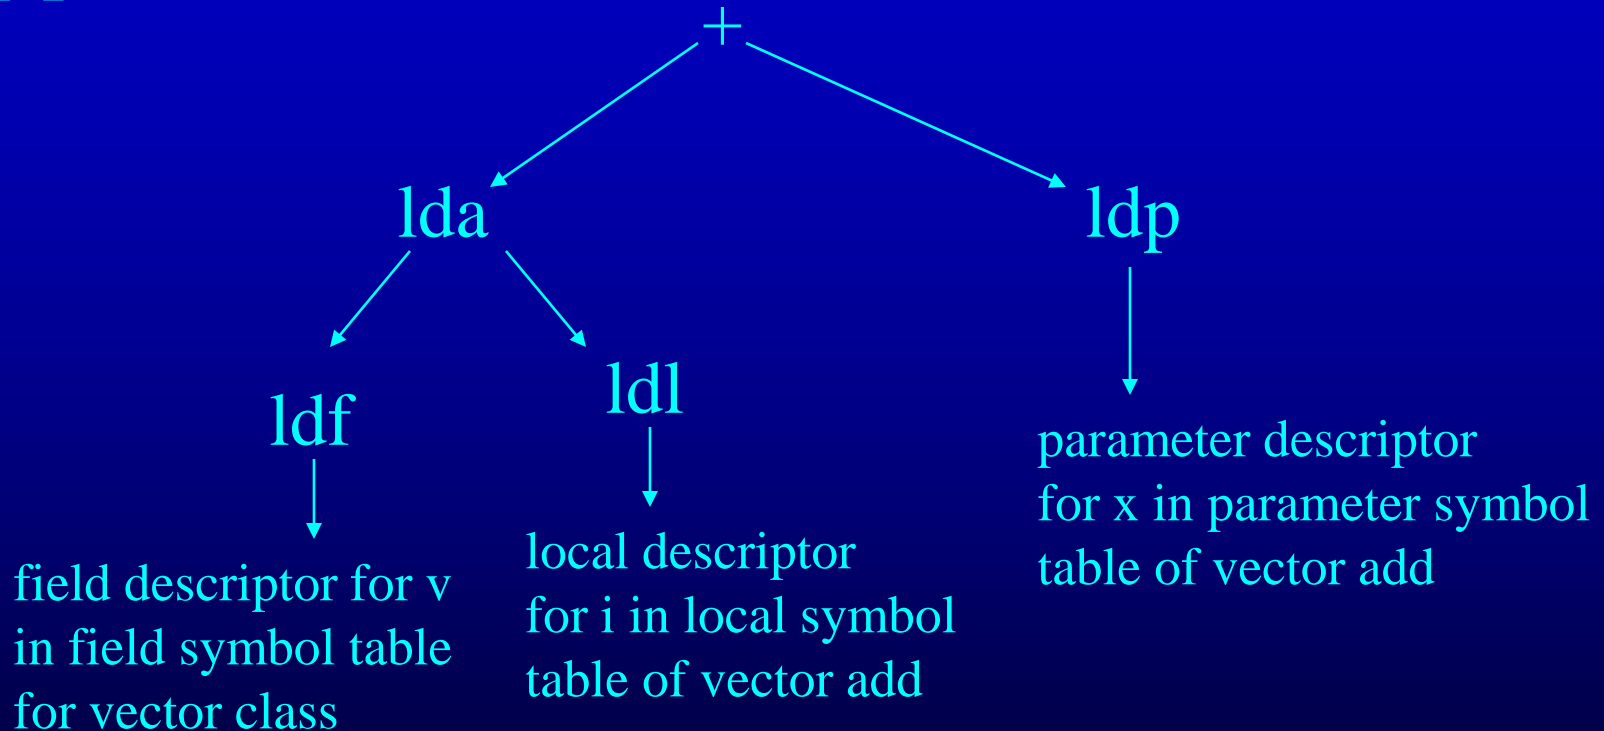 +
lda
ldp
ldf
ldl
field descriptor for v
in field symbol table
for vector class
local descriptor
for i in local symbol
table of vector add
parameter descriptor
for x in parameter symbol
table of vector add